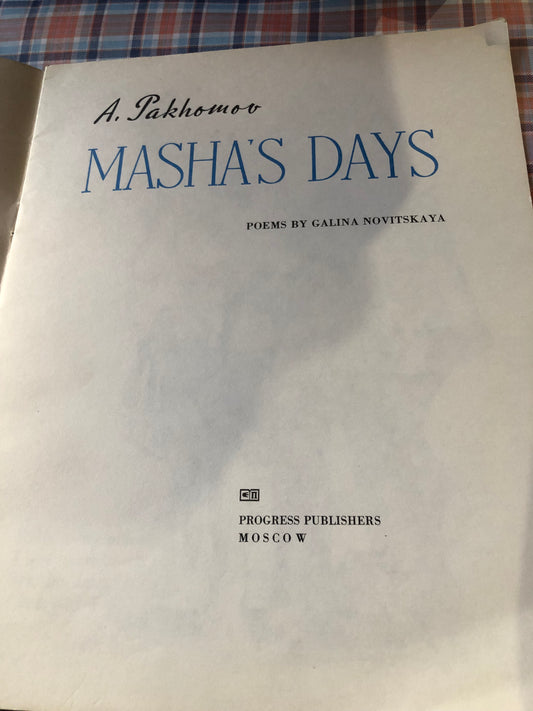 A. Pakhomov
MASHA'S DAYS
POEMS BY GALINA NOVITSKAYA
PROGRESS PUBLISHERS
MOSCOW